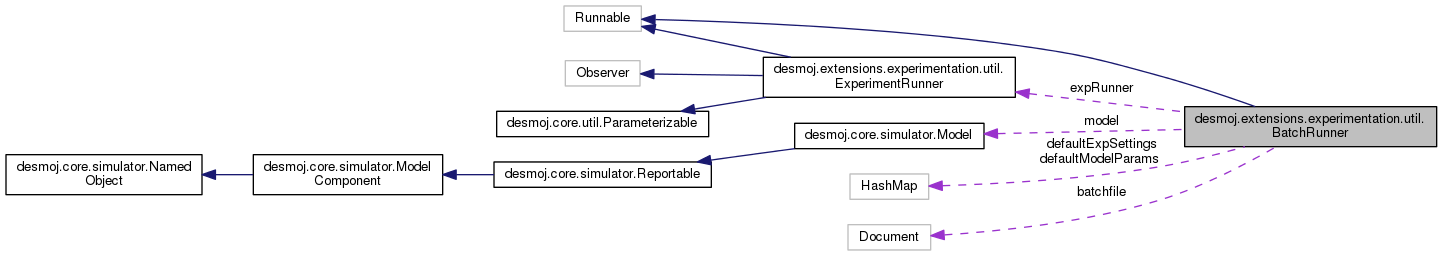 Runnable
Observer
desmoj.extensions.experimentation.util.
ExperimentRunner
expRunner
desmoj.extensions.experimentation.util.
BatchRunner
desmoj.core.util.Parameterizable
desmoj.core.simulator.Model
model
defaultExpSettings
defaultModelParams
desmoj.core.simulator.Named
Object
desmoj.core.simulator.Model
Component
desmoj.core.simulator.Reportable
HashMap
batchfile
Document